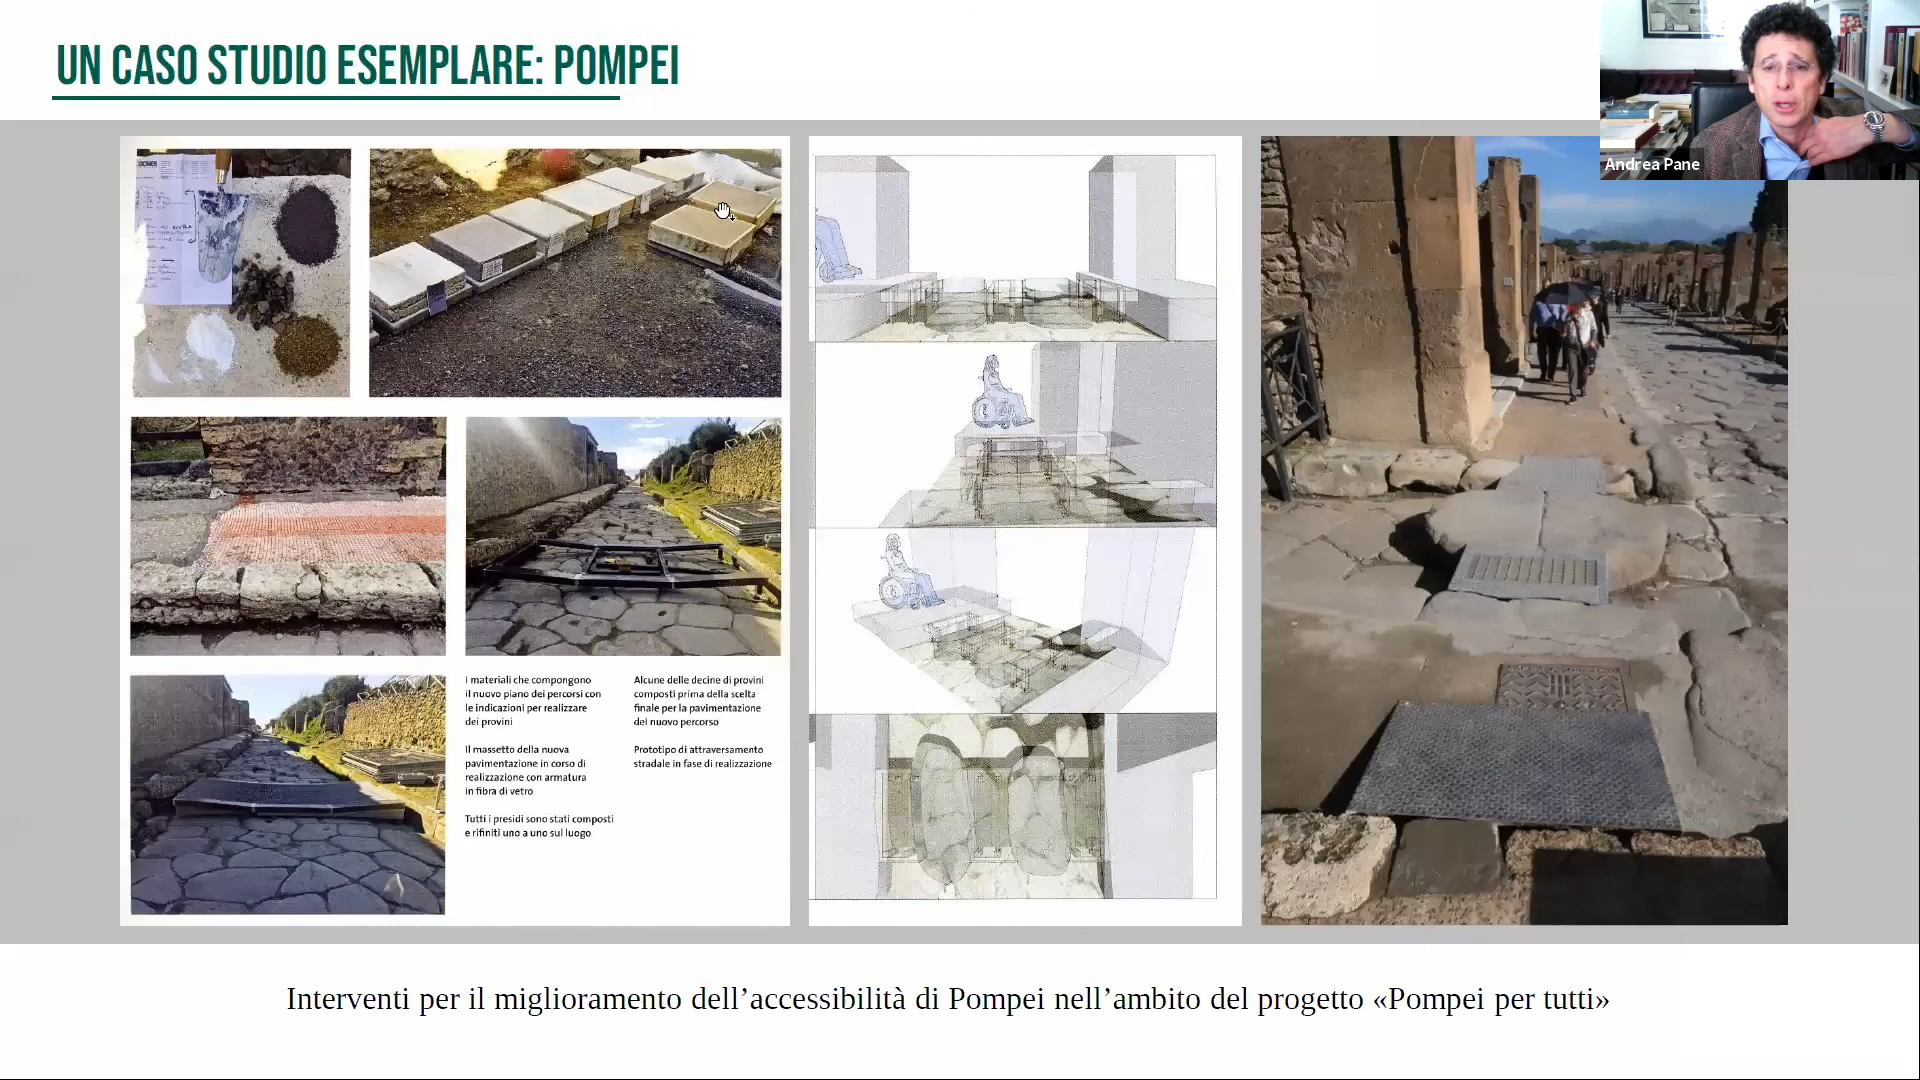 UN CASO STUDIO ESEMPLARE: POMPEI
Andrea Pane
I materiali che compongono
il nuovo piano dei percorsi con
le indicazioni per realizzare
dei provini
Il massetto della nuova
pavimentazione in corso di
realizzazione con armatura
in fibra di vetro
Tutti i presidi sono stati composti
e rifiniti uno a uno sul luogo
Alcune delle decine di provini
composti prima della scelta
finale per la pavimentazione
del nuovo percorso
Prototipo di attraversamento
stradale in fase di realizzazione
Interventi per il miglioramento dell’accessibilità di Pompei nell’ambito del progetto «Pompei per tutti»